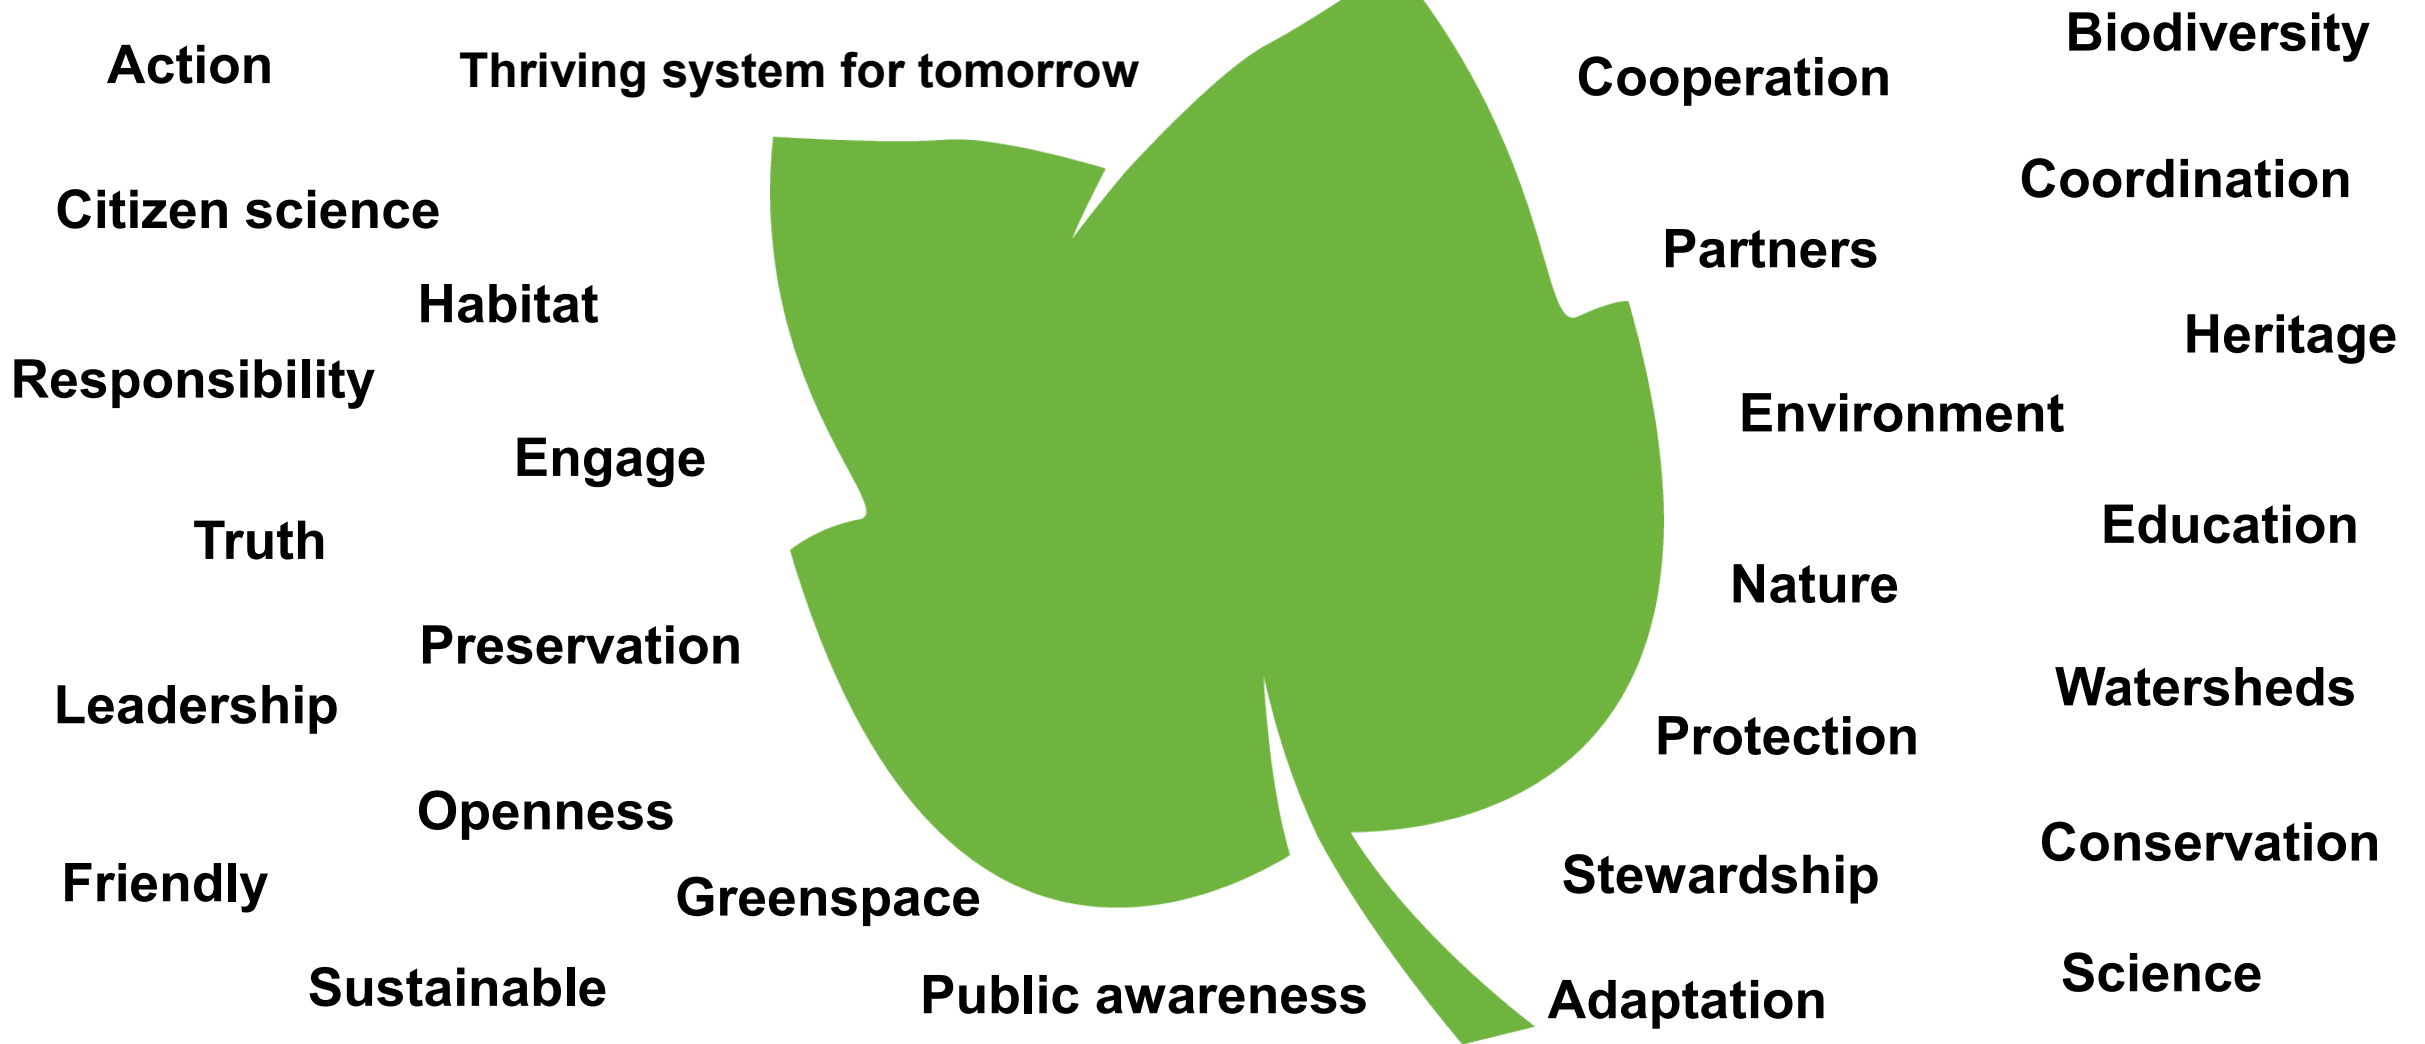 Action
Thriving system for tomorrow
Cooperation
Biodiversity
Citizen science
Coordination
Partners
Habitat
Heritage
Responsibility
Environment
Engage
Truth
Education
Nature
Preservation
Leadership
Watersheds
Protection
Openness
Conservation
Friendly
Greenspace
Stewardship
Sustainable
Public awareness
Adaptation
Science